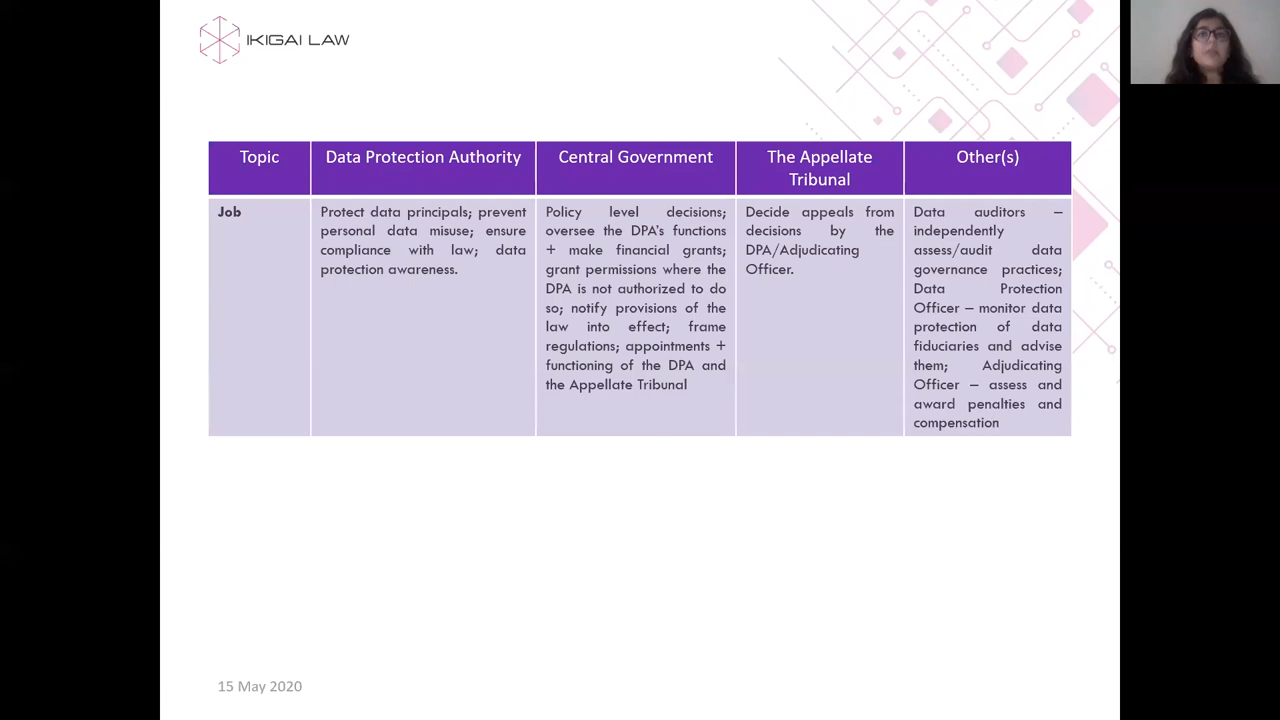 IKIGAI LAW
Topic
Data Protection Authority
Central Government
The Appellate
Tribunal
Other(s)
Job
Protect data principals; prevent
personal data misuse; ensure
compliance with law; data
protection awareness.
Policy level decisions;
oversee the DPA's functions
+ make financial grants;
grant permissions where the
DPA is not authorized to do
so; notify provisions of the
law into effect; frame
regulations; appointments +
functioning of the DPA and
the Appellate Tribunal
Decide appeals from
decisions by the
DPA/Adjudicating
Officer.
Data auditors –
independently
assess/audit data
governance practices;
Data Protection
Officer – monitor data
protection of data
fiduciaries and advise
them; Adjudicating
Officer – assess and
award penalties and
compensation
15 May 2020